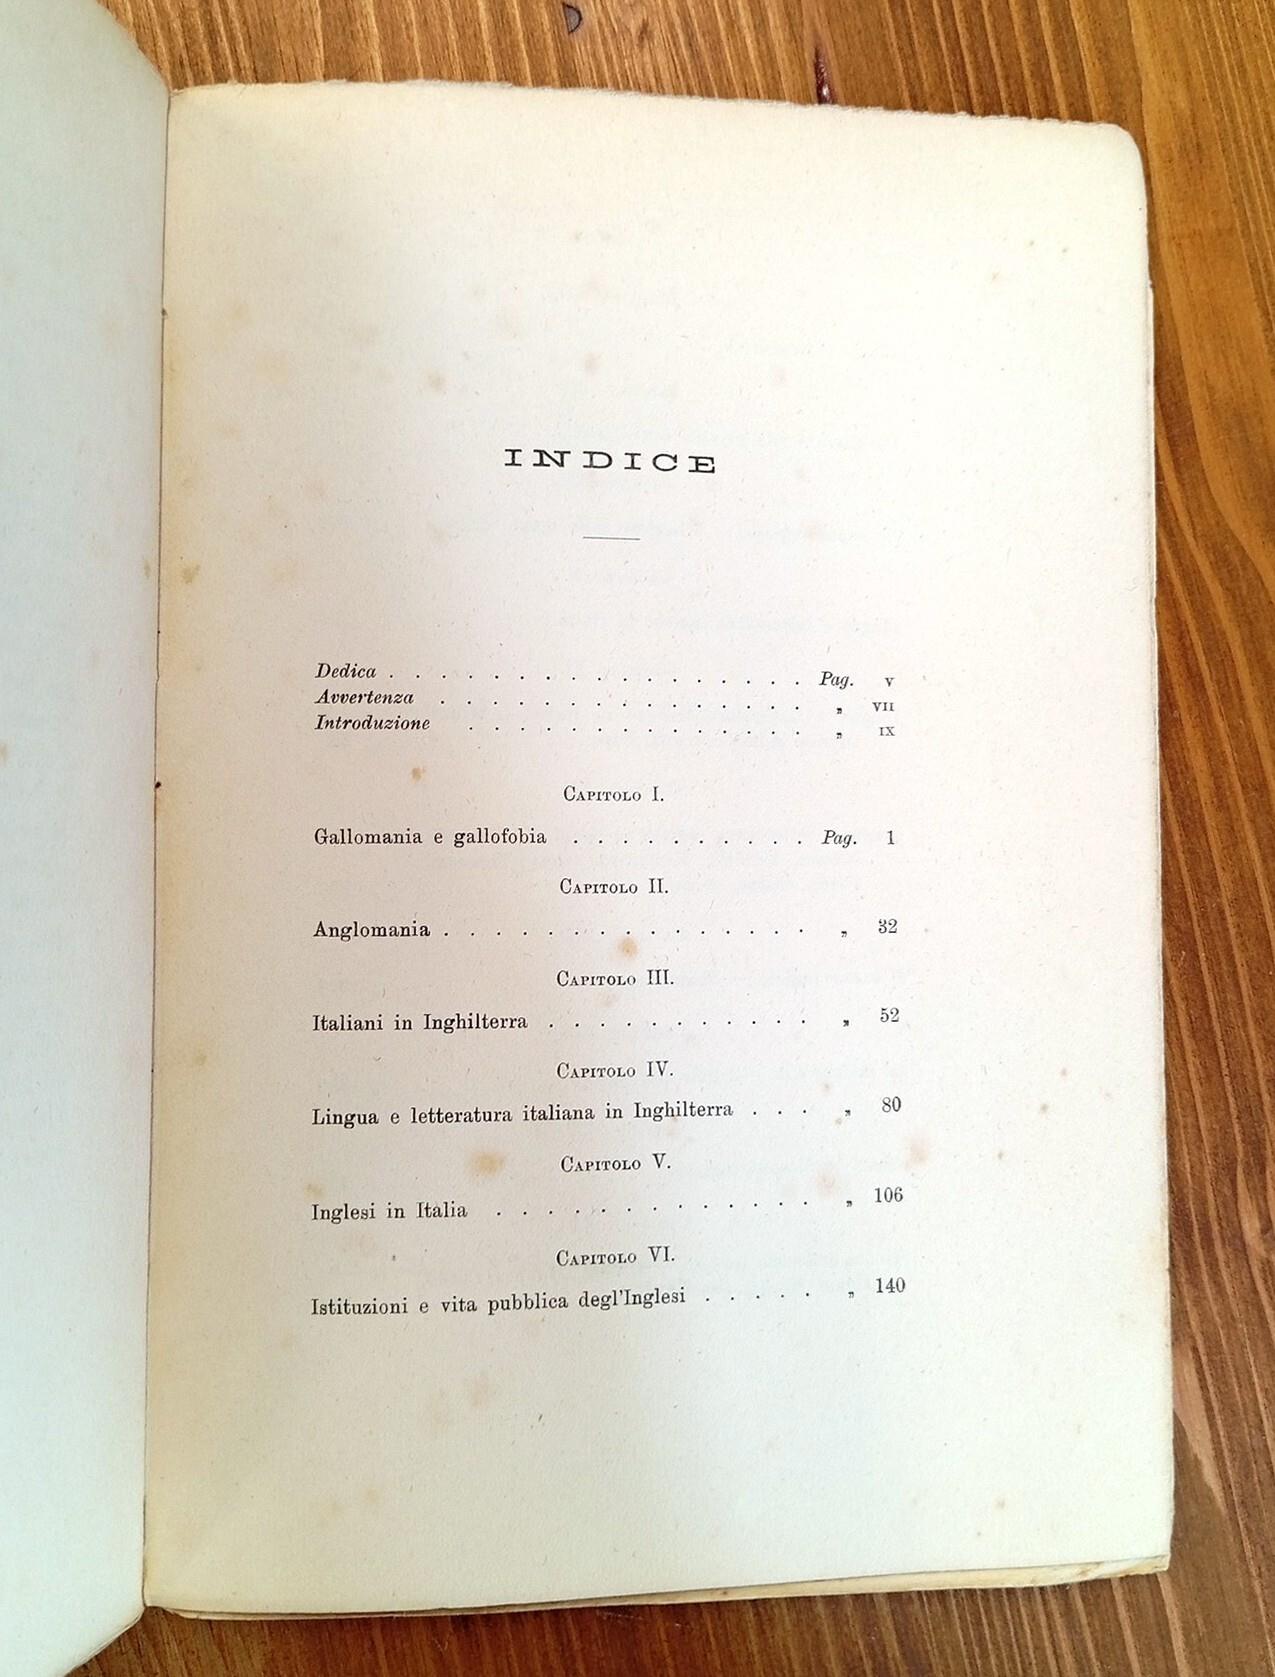 INDICE
Dedica . . . . . . . . . . . . . . . . . Pag. V
Avvertenza . . . . . . . . . . . . . . . „ VII
Introduzione . . . . . . . . . . . . . . „ IX
Capitolo I.
Gallomania e gallofobia . . . . . . . . . . Pag. 1
Capitolo II.
Anglomania . . . . . . . . . . . . . . . „ 32
Capitolo III.
Italiani in Inghilterra . . . . . . . . . . . „ 52
Capitolo IV.
Lingua e letteratura italiana in Inghilterra . . . „ 80
Capitolo V.
Inglesi in Italia . . . . . . . . . . . . . „ 106
Capitolo VI.
Istituzioni e vita pubblica degl'Inglesi . . . . . „ 140